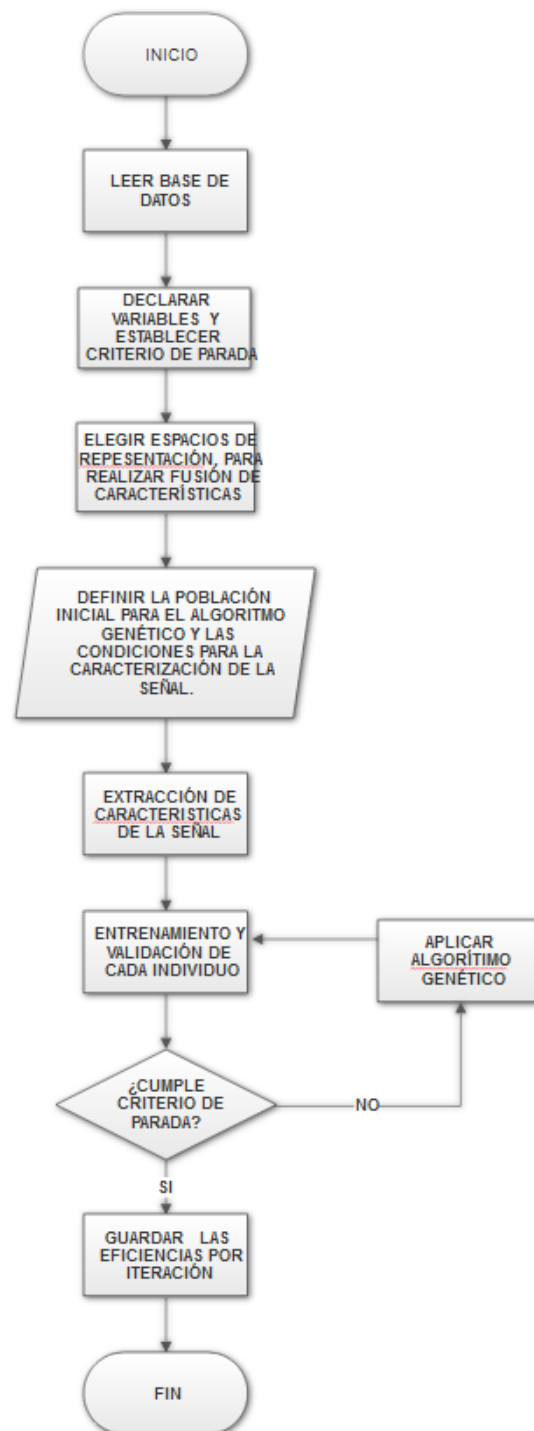 INICIO
LEER BASE DE
DATOS
DECLARAR
VARIABLES Y
ESTABLECER
CRITERIO DE PARADA
ELEGIR ESPACIOS DE
REPESENTACIÓN, PARA
REALIZAR FUSIÓN DE
CARACTERÍSTICAS
DEFINIR LA POBLACIÓN
INICIAL PARA EL ALGORITMO
GENÉTICO Y LAS
CONDICIONES PARA LA
CARACTERIZACIÓN DE LA
SEÑAL.
EXTRACCIÓN DE
CARACTERISTICAS
DE LA SEÑAL
ENTRENAMIENTO Y
VALIDACIÓN DE
CADA INDIVIDUO
APLICAR
ALGORÍTIMO
GENÉTICO
¿CUMPLE
CRITERIO DE
PARADA?
NO
SI
GUARDAR LAS
EFICIENCIAS POR
ITERACIÓN
FIN